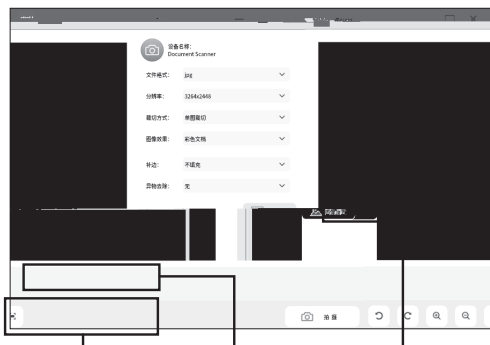 设备名称:
Document Scanner
文件格式: jpg
分辨率: 3264x2448
裁切方式: 单图裁切
图像效果: 彩色文档
补边: 不填充
异物去除: 无
拍摄